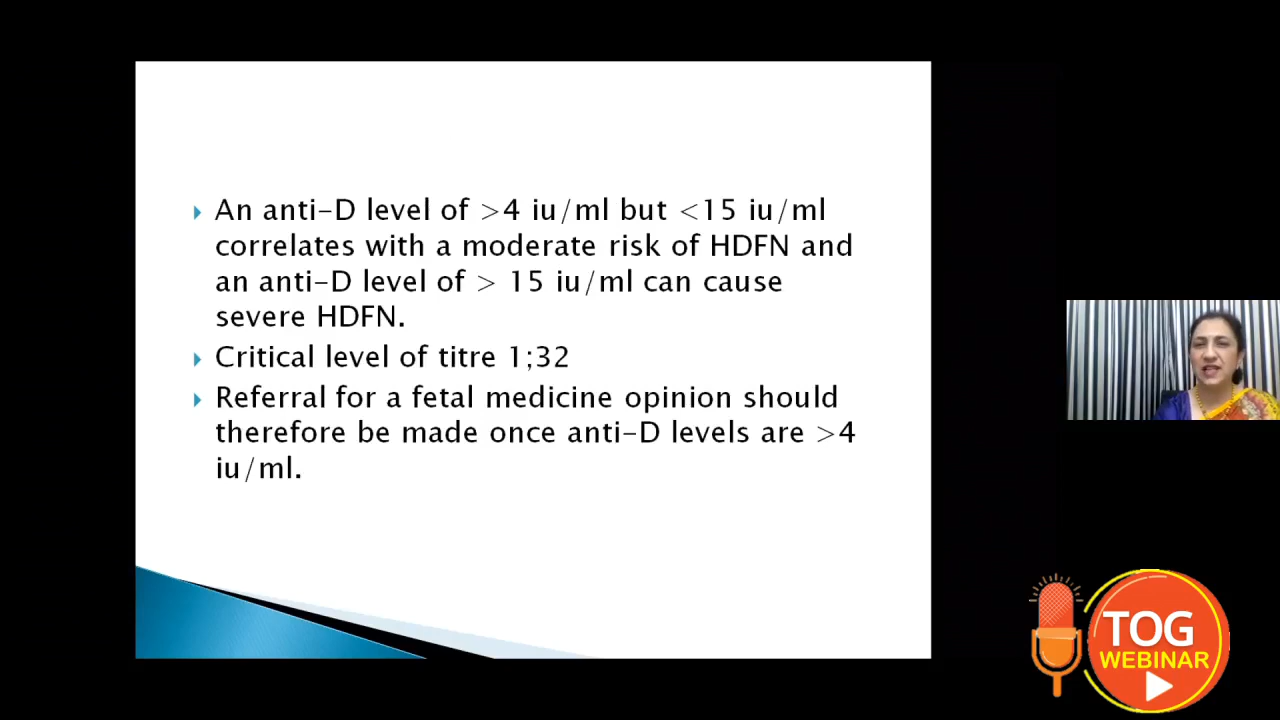 An anti-D level of >4 iu/ml but <15 iu/ml
correlates with a moderate risk of HDFN and
an anti-D level of > 15 iu/ml can cause
severe HDFN.
Critical level of titre 1;32
Referral for a fetal medicine opinion should
therefore be made once anti-D levels are >4
iu/ml.
TOG
WEBINAR